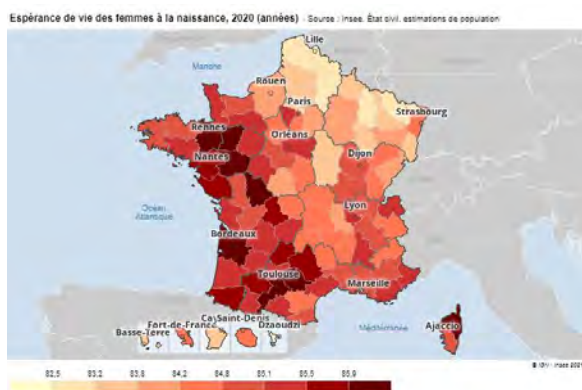 Espérance de vie des femmes à la naissance, 2020 (années) - Source : Insee, État civil, estimations de population
Lille
Manche
Rouen
Paris
Strasbourg
Rennes
Orléans
Nantes
Dijon
Océan
Atlantique
Lyon
Bordeaux
Toulouse
Marseille
Saint-Denis
Fort-de-France
Dzaoudzi
Basse-Terre
Méditerranée
Ajaccio
82,5 83,2 83,8 84,2 84,8 85,1 85,5 85,9